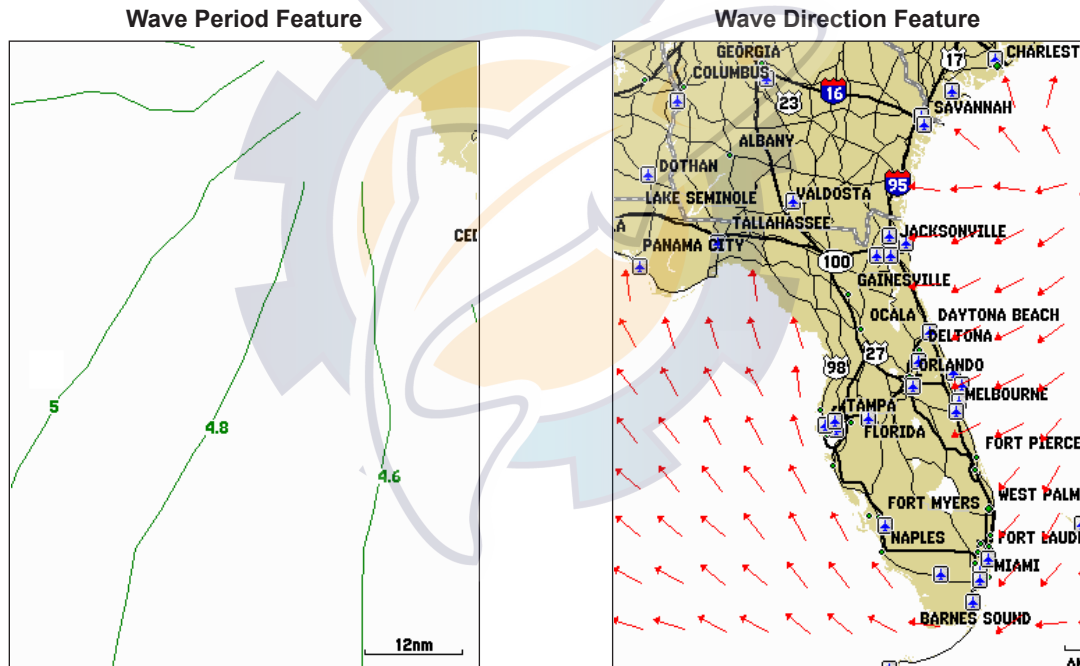 Wave Period Feature
Wave Direction Feature
5
4.8
4.6
12nm
GEORGIA
17
CHARLEST
COLUMBUS
23
16
SAVANNAH
ALBANY
DOTHAN
95
LAKE SEMINOLE
VALDOSTA
A
TALLAHASSEE
JACKSONVILLE
PANAMA CITY
100
GAINESVILLE
OCALA
DAYTONA BEACH
DELTONA
27
98
ORLANDO
MELBOURNE
TAMPA
FLORIDA
FORT PIERCE
FORT MYERS
WEST PALM
NAPLES
FORT LAUD
MIAMI
BARNES SOUND